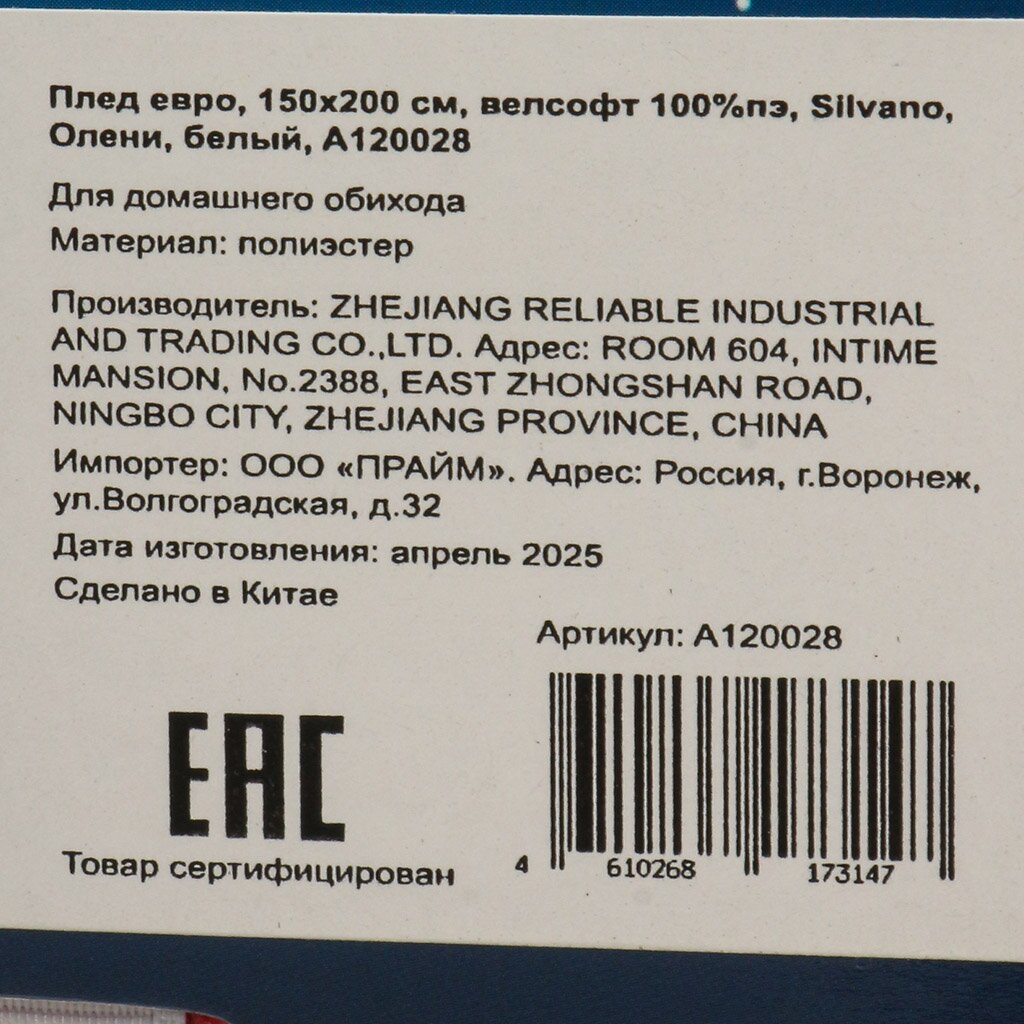 Плед евро, 150х200 см, велсофт 100%пэ, Silvano,
Олени, белый, А120028
Для домашнего обихода
Материал: полиэстер
Производитель: ZHEJIANG RELIABLE INDUSTRIAL
AND TRADING CO.,LTD. Адрес: ROOM 604, INTIME
MANSION, No.2388, EAST ZHONGSHAN ROAD,
NINGBO CITY, ZHEJIANG PROVINCE, CHINA
Импортер: ООО «ПРАЙМ». Адрес: Россия, г.Воронеж,
ул.Волгоградская, д.32
Дата изготовления: апрель 2025
Сделано в Китае
Артикул: А120028
EAC
Товар сертифицирован
4 610268 173147